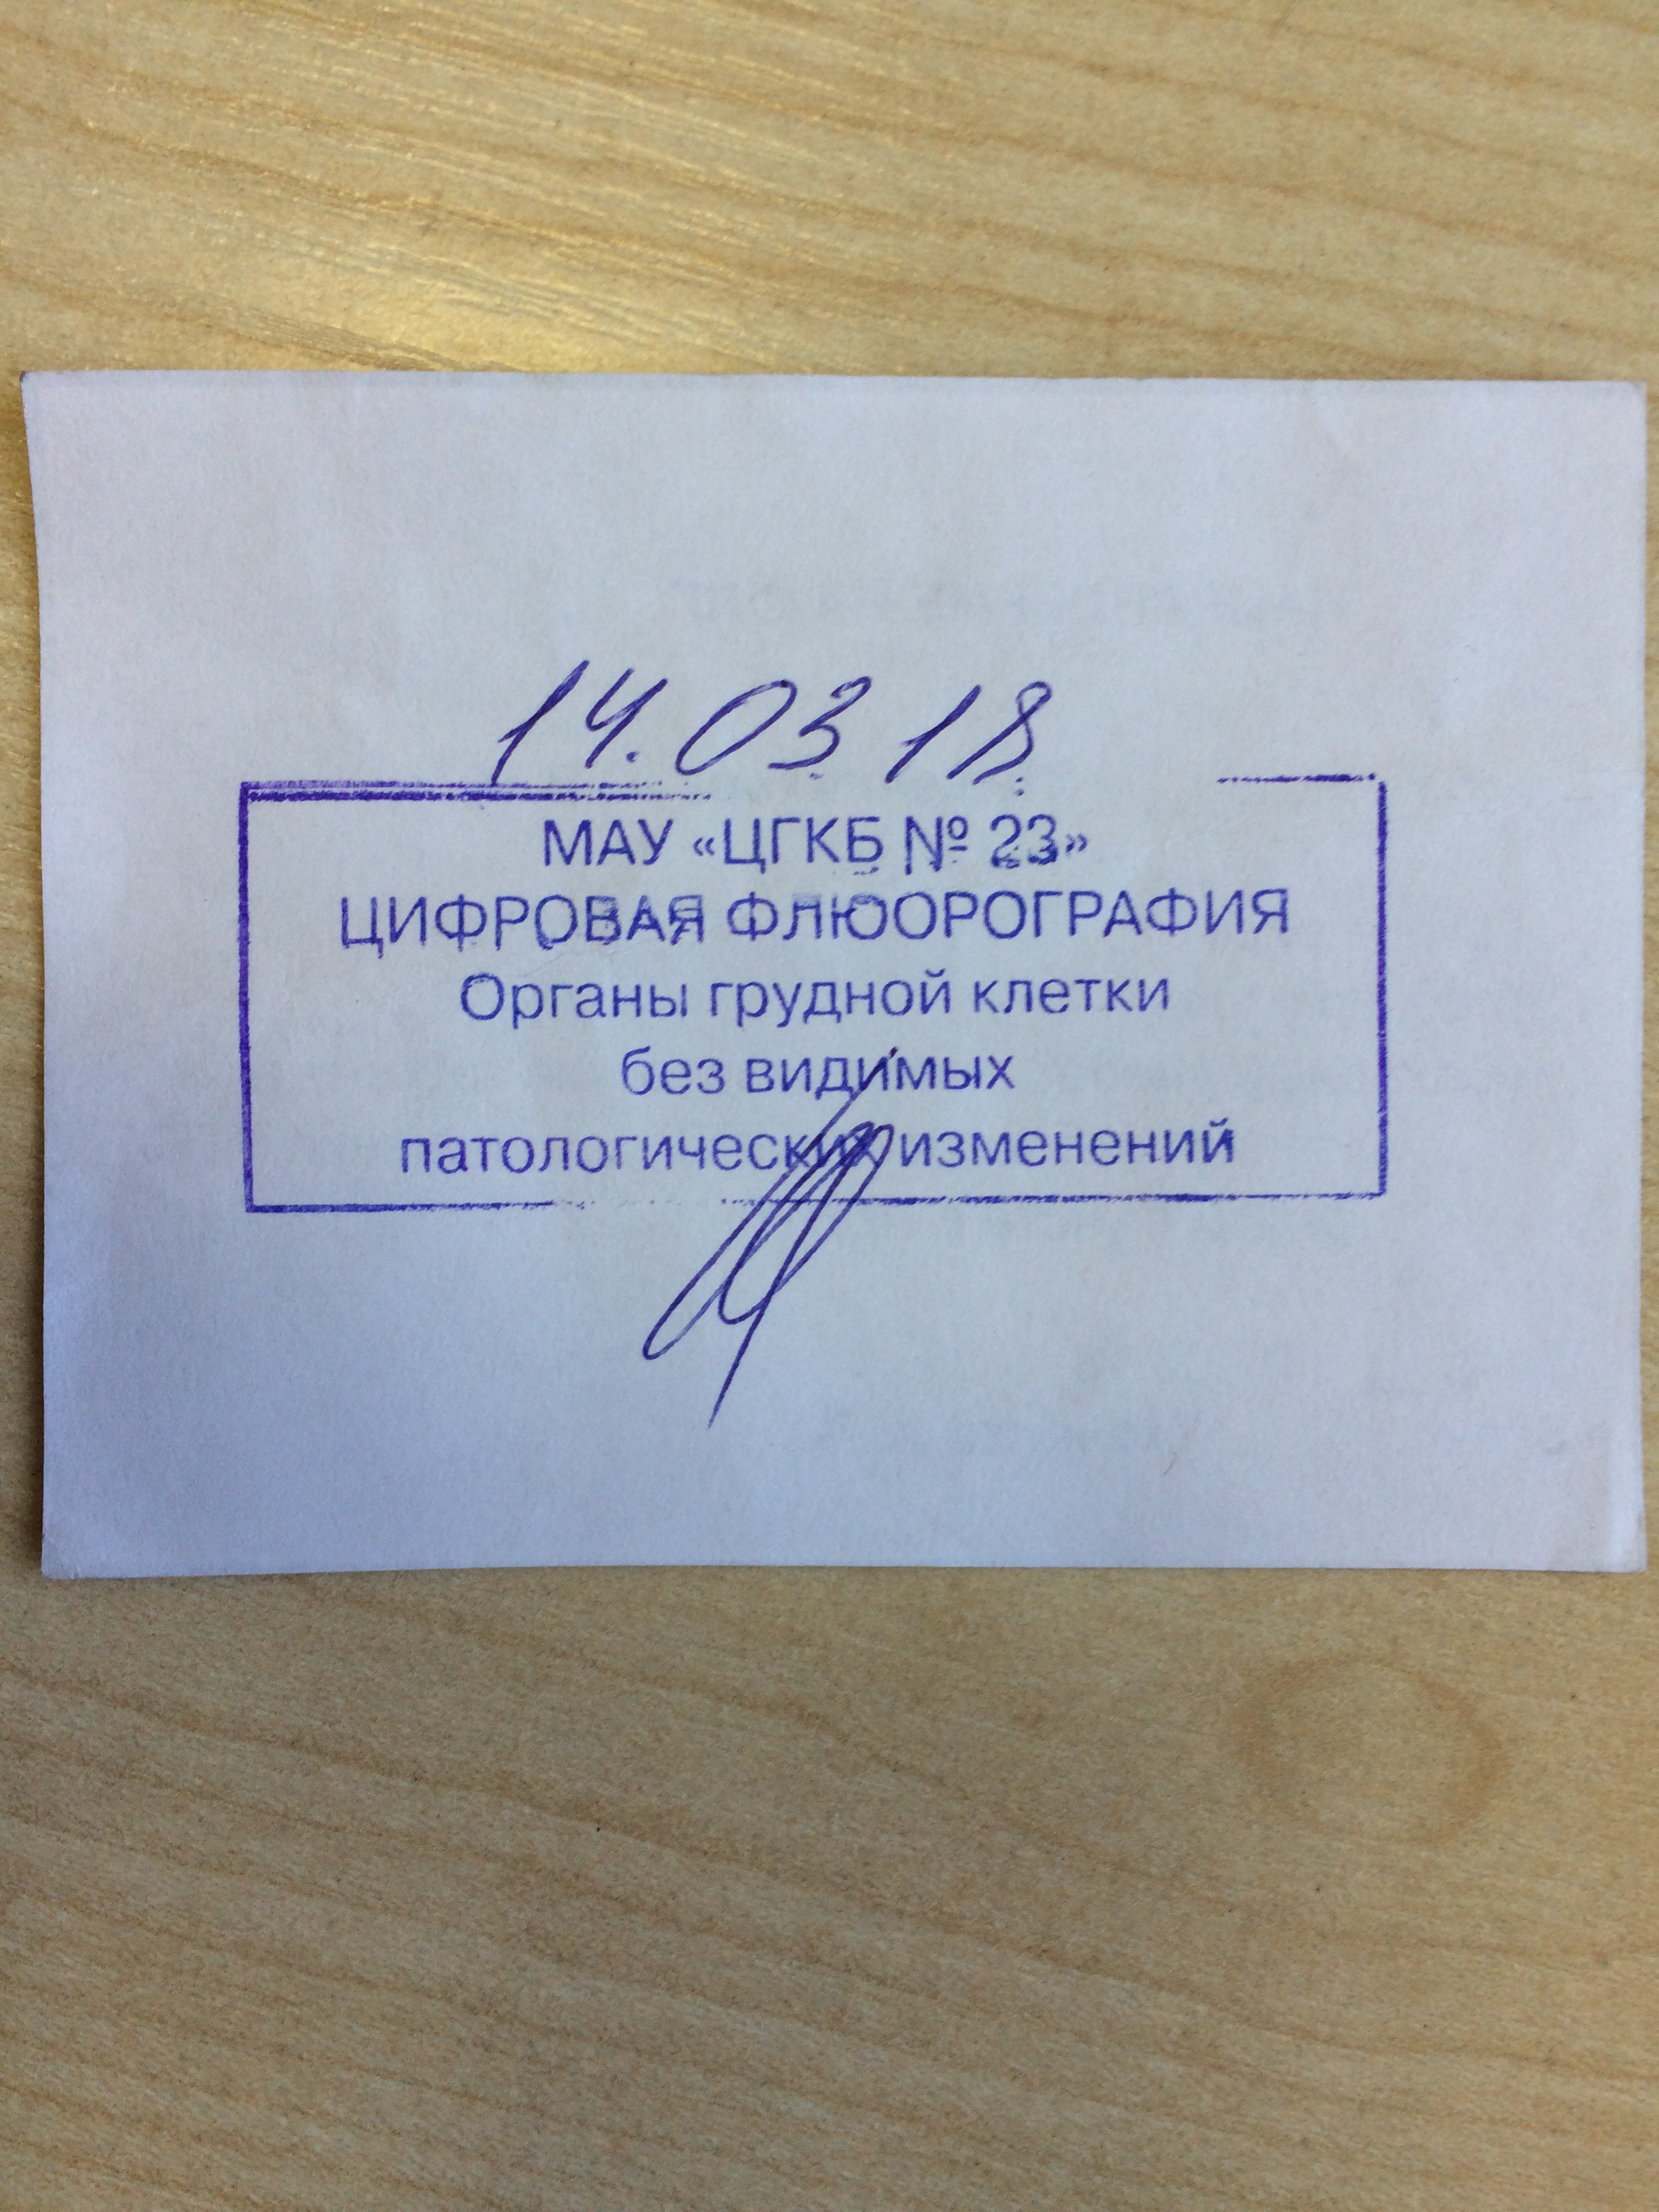 14.03 18
МАУ «ЦГКБ № 23»
ЦИФРОВАЯ ФЛЮОРОГРАФИЯ
Органы грудной клетки
без видимых
патологических изменений